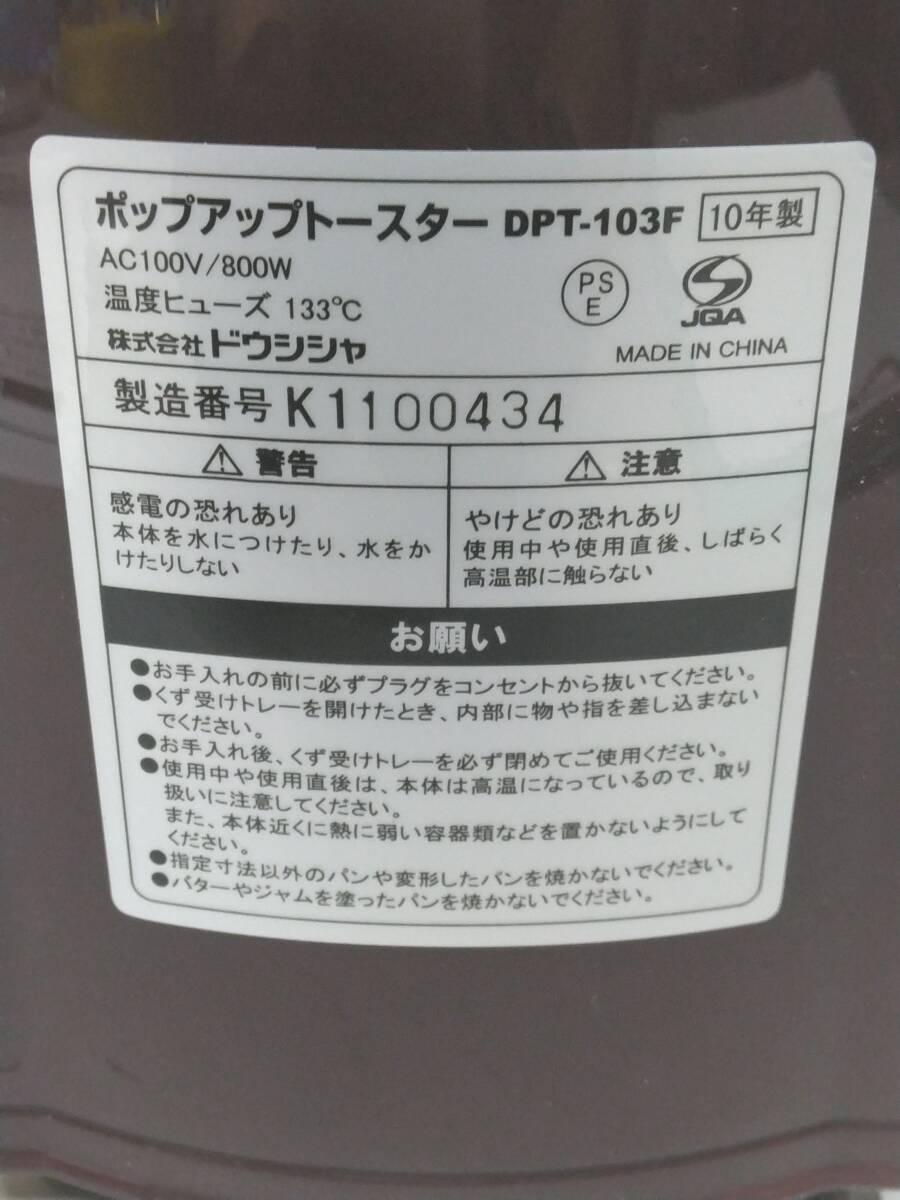 ポップアップトースター DPT-103F 10年製
AC100V/800W
温度ヒューズ 133℃
PS
E
JQA
株式会社ドウシシャ
MADE IN CHINA
製造番号 K1100434
⚠ 警告
感電の恐れあり
本体を水につけたり、水をか
けたりしない
⚠ 注意
やけどの恐れあり
使用中や使用直後、しばらく
高温部に触らない
お願い
●お手入れの前に必ずプラグをコンセントから抜いてください。
●くず受けトレーを開けたとき、内部に物や指を差し込まない
でください。
●お手入れ後、くず受けトレーを必ず閉めてご使用ください。
●使用中や使用直後は、本体は高温になっているので、取り
扱いに注意してください。
また、本体近くに熱に弱い容器類などを置かないようにして
ください。
●指定寸法以外のパンや変形したパンを焼かないでください。
●バターやジャムを塗ったパンを焼かないでください。